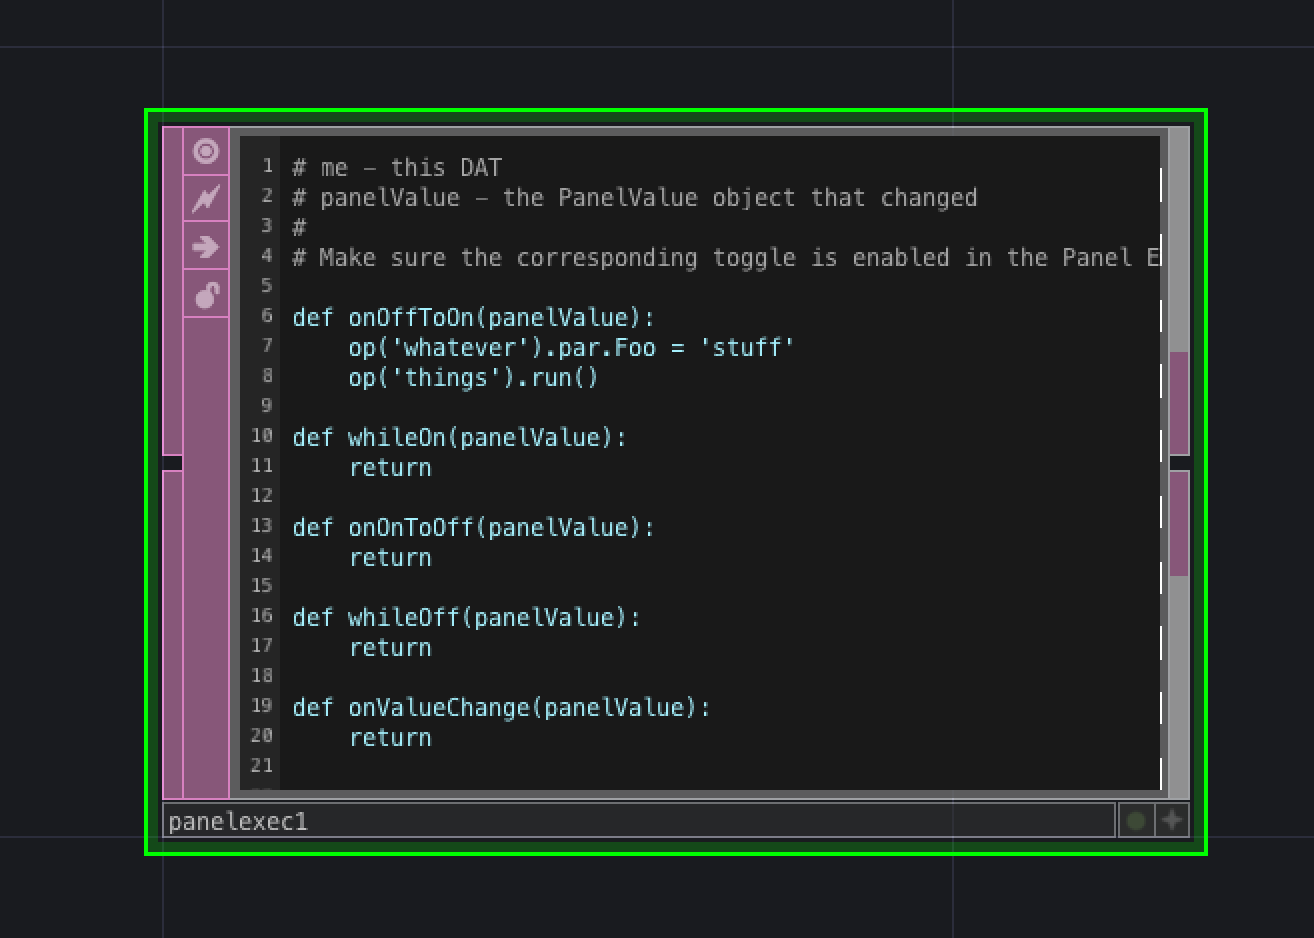 1 # me – this DAT
2 # panelValue – the PanelValue object that changed
3 #
4 # Make sure the corresponding toggle is enabled in the Panel E
5
6 def onOffToOn(panelValue):
7     op('whatever').par.Foo = 'stuff'
8     op('things').run()
9
10 def whileOn(panelValue):
11     return
12
13 def onOnToOff(panelValue):
14     return
15
16 def whileOff(panelValue):
17     return
18
19 def onValueChange(panelValue):
20     return
21
panelexec1